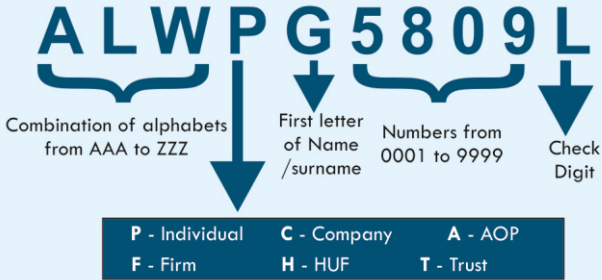 ALWPG5809L
Combination of alphabets
from AAA to ZZZ
First letter
of Name
/surname
Numbers from
0001 to 9999
Check
Digit
P - Individual C - Company A - AOP
F - Firm H - HUF T - Trust